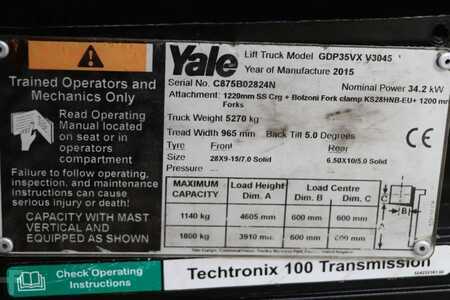 Trained Operators and
Mechanics Only
Read Operating
Manual located
on seat or in
operators
compartment
Failure to follow operating,
inspection, and maintenance
instructions can cause
serious injury.
CAPACITY WITH MAST
VERTICAL AND
EQUIPPED AS SHOWN
Yale Lift Truck Model GDP35VX V3045
Year of Manufacture 2015
Serial No. C875B02824N Nominal Power 34.2 kW
Attachment: 1220mm SS Crg + Bolzoni Fork clamp KS28HNB-EU+ 1200 mm
Forks
Truck Weight 5270 kg
Tread Width 965 mm Back Tilt 5.0 Degrees
CE
Tyre Front Rear
Size 28X9-15/7.0 Solid 6.50X10/5.0 Solid
MAXIMUM CAPACITY Load Height Dim. A Load Centre Dim. B Dim. C
1140 kg 4605 mm 600 mm 600 mm
1800 kg 3910 mm 600 mm 600 mm
A B C
Check Operating
Instructions
Techtronix 100 Transmission